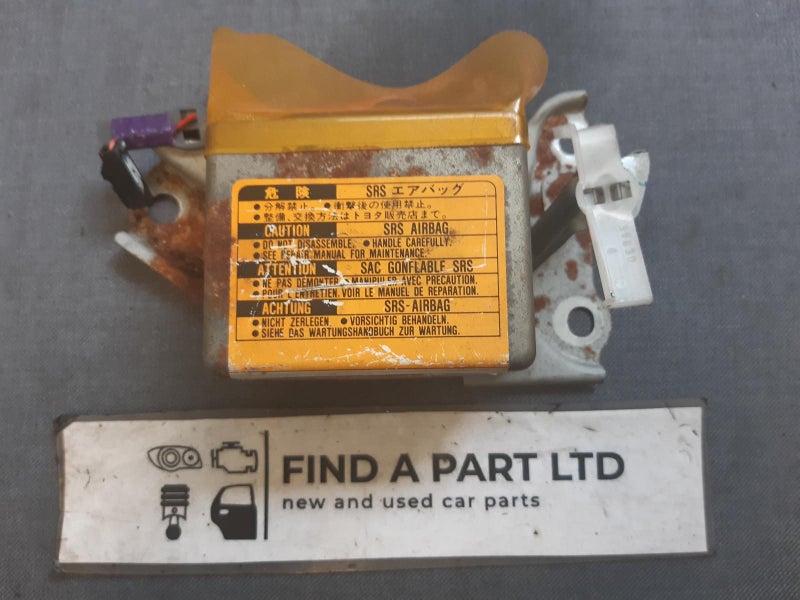 危険 SRS エアバッグ
●分解禁止。 ●衝撃後の使用禁止。
●整備、交換方法はトヨタ販売店まで。
CAUTION SRS AIRBAG
●DO NOT DISASSEMBLE. ●HANDLE CAREFULLY.
●SEE REPAIR MANUAL FOR MAINTENANCE.
ATTENTION SAC GONFLABLE SRS
●NE PAS DEMONTER. MANIPULER AVEC PRECAUTION.
●POUR L'ENTRETIEN, VOIR LE MANUEL DE REPARATION.
ACHTUNG SRS-AIRBAG
●NICHT ZERLEGEN. ●VORSICHTIG BEHANDELN.
●SIEHE DAS WARTUNGSHANDBUCH ZUR WARTUNG.
FIND A PART LTD
new and used car parts